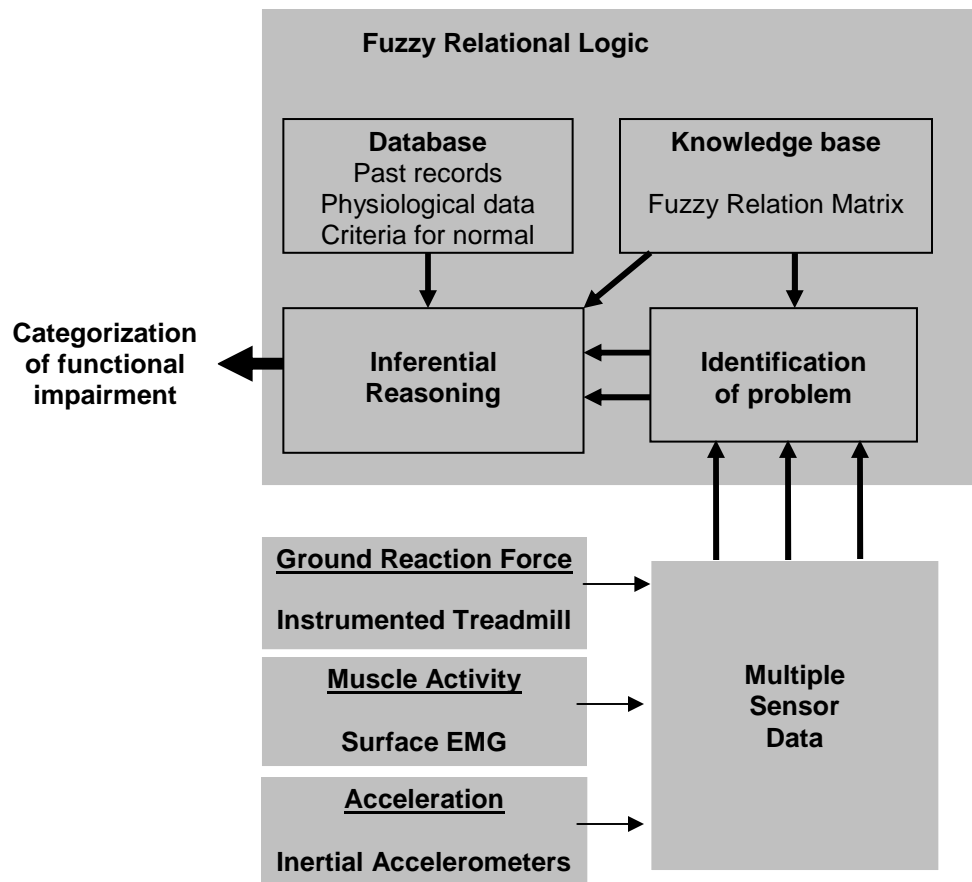 Fuzzy Relational Logic
Database
Past records
Physiological data
Criteria for normal
Knowledge base
Fuzzy Relation Matrix
Categorization
of functional
impairment
Inferential
Reasoning
Identification
of problem
Ground Reaction Force
Instrumented Treadmill
Muscle Activity
Surface EMG
Acceleration
Inertial Accelerometers
Multiple
Sensor
Data